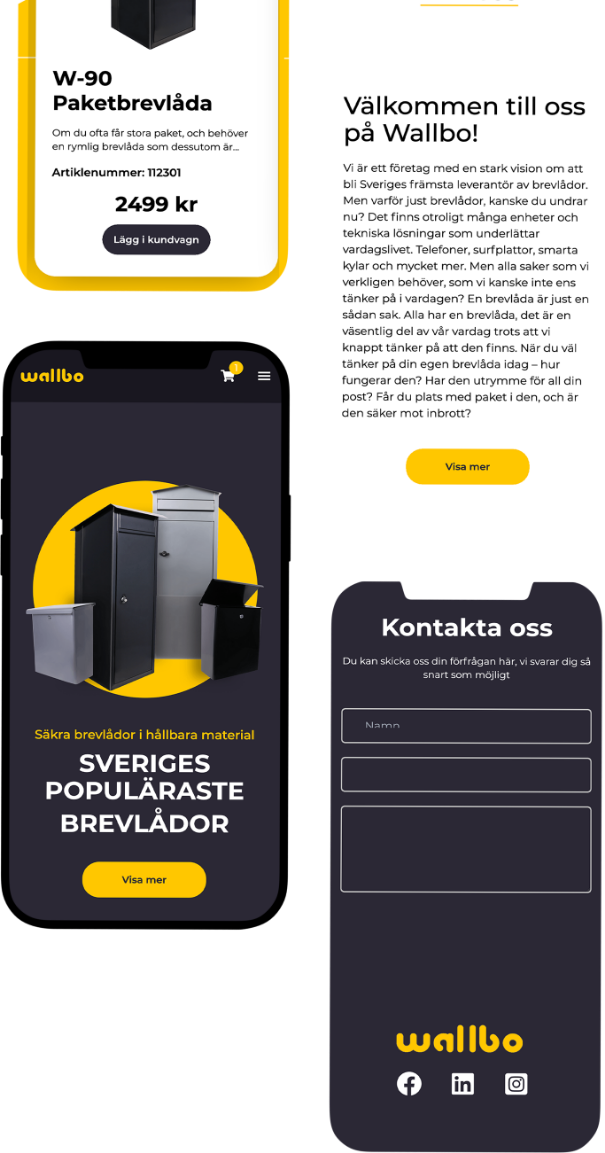 W-90
Paketbrevlåda
Om du ofta får stora paket, och behöver
en rymlig brevlåda som dessutom är...
Artiklenummer: 112301
2499 kr
Lägg i kundvagn
wallbo
1
Säkra brevlådor i hållbara material
SVERIGES
POPULÄRASTE
BREVLÅDOR
Visa mer
Välkommen till oss
på Wallbo!
Vi är ett företag med en stark vision om att
bli Sveriges främsta leverantör av brevlådor.
Men varför just brevlådor, kanske du undrar
nu? Det finns otroligt många enheter och
tekniska lösningar som underlättar
vardagslivet. Telefoner, surfplattor, smarta
kylar och mycket mer. Men alla saker som vi
verkligen behöver, som vi kanske inte ens
tänker på i vardagen? En brevlåda är just en
sådan sak. Alla har en brevlåda, det är en
väsentlig del av vår vardag trots att vi
knappt tänker på att den finns. När du väl
tänker på din egen brevlåda idag – hur
fungerar den? Har den utrymme för all din
post? Får du plats med paket i den, och är
den säker mot inbrott?
Visa mer
Kontakta oss
Du kan skicka oss din förfrågan här, vi svarar dig så
snart som möjligt
Namn
wallbo